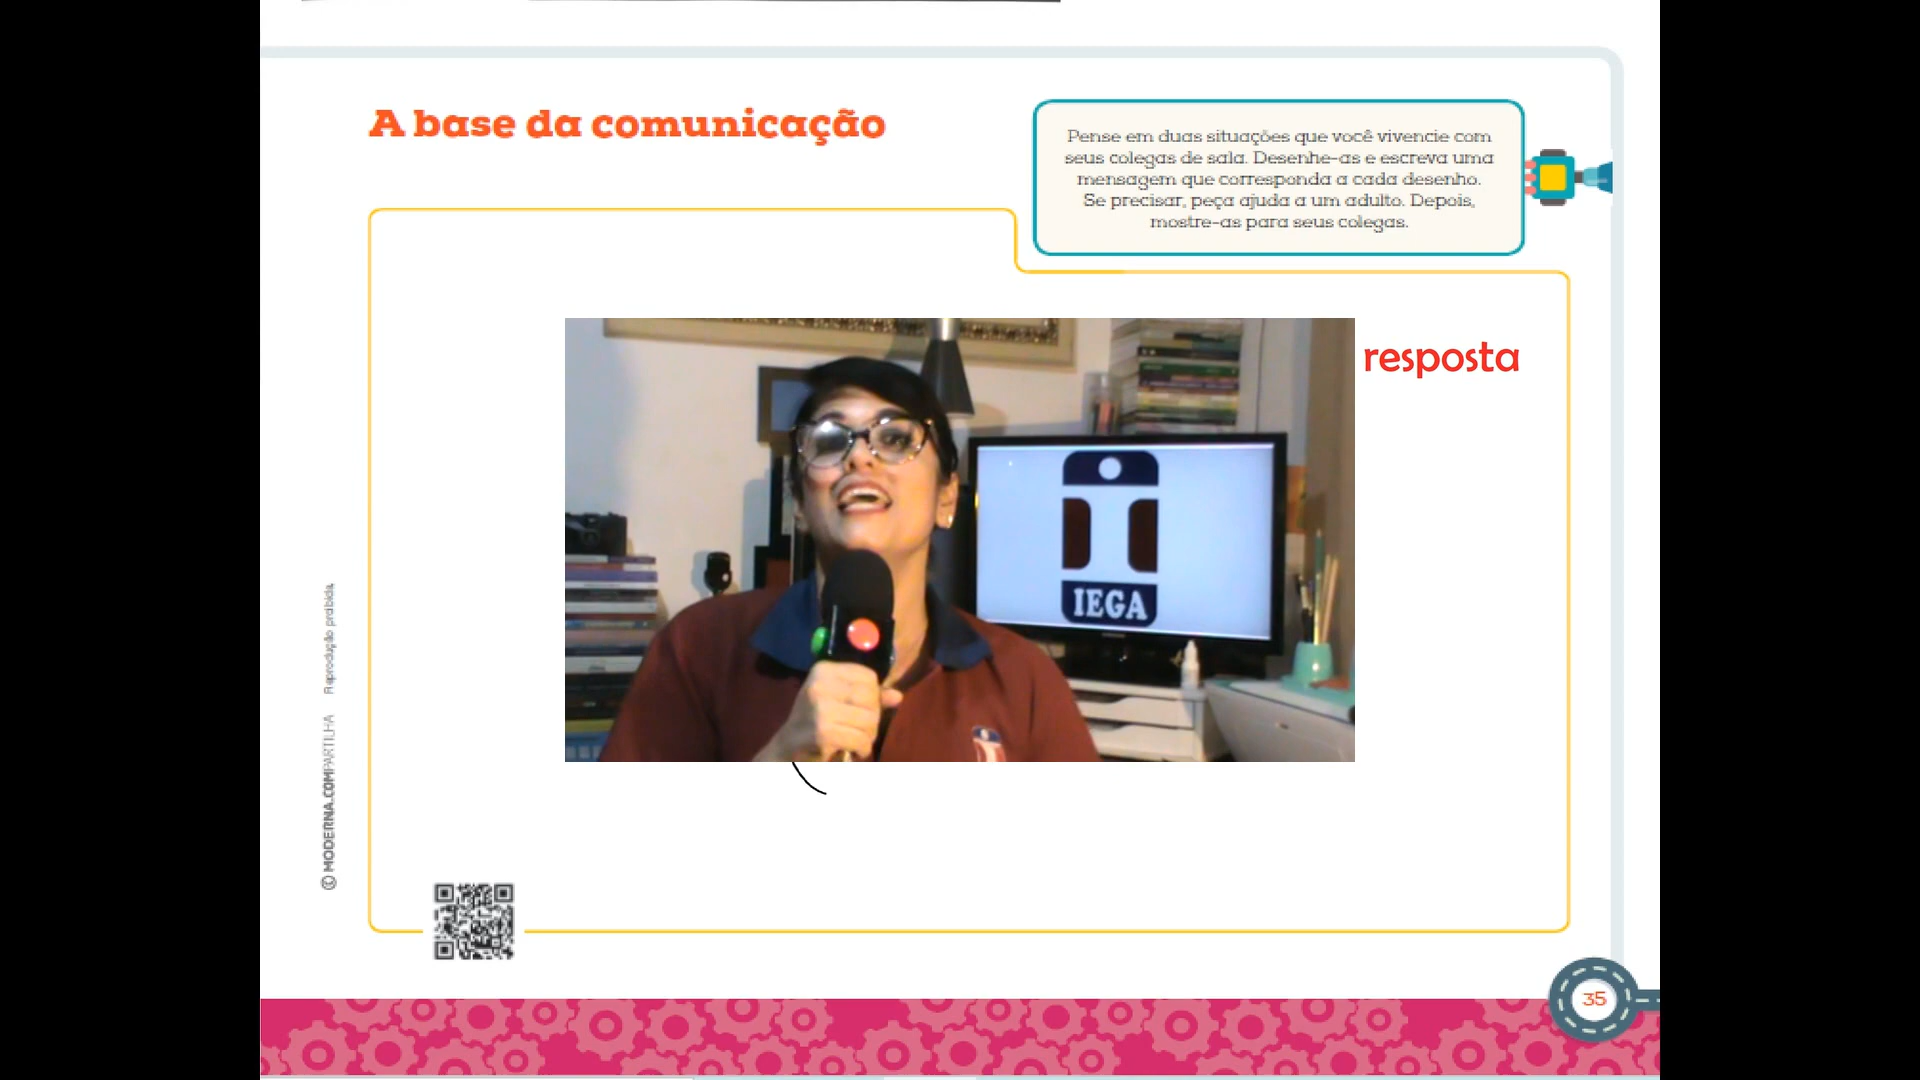 A base da comunicação
Pense em duas situações que você vivencie com
seus colegas de sala. Desenhe-as e escreva uma
mensagem que corresponda a cada desenho.
Se precisar, peça ajuda a um adulto. Depois,
mostre-as para seus colegas.
resposta
IEGA
© MODERNA.COMPARTILHA Reprodução proibida.
35